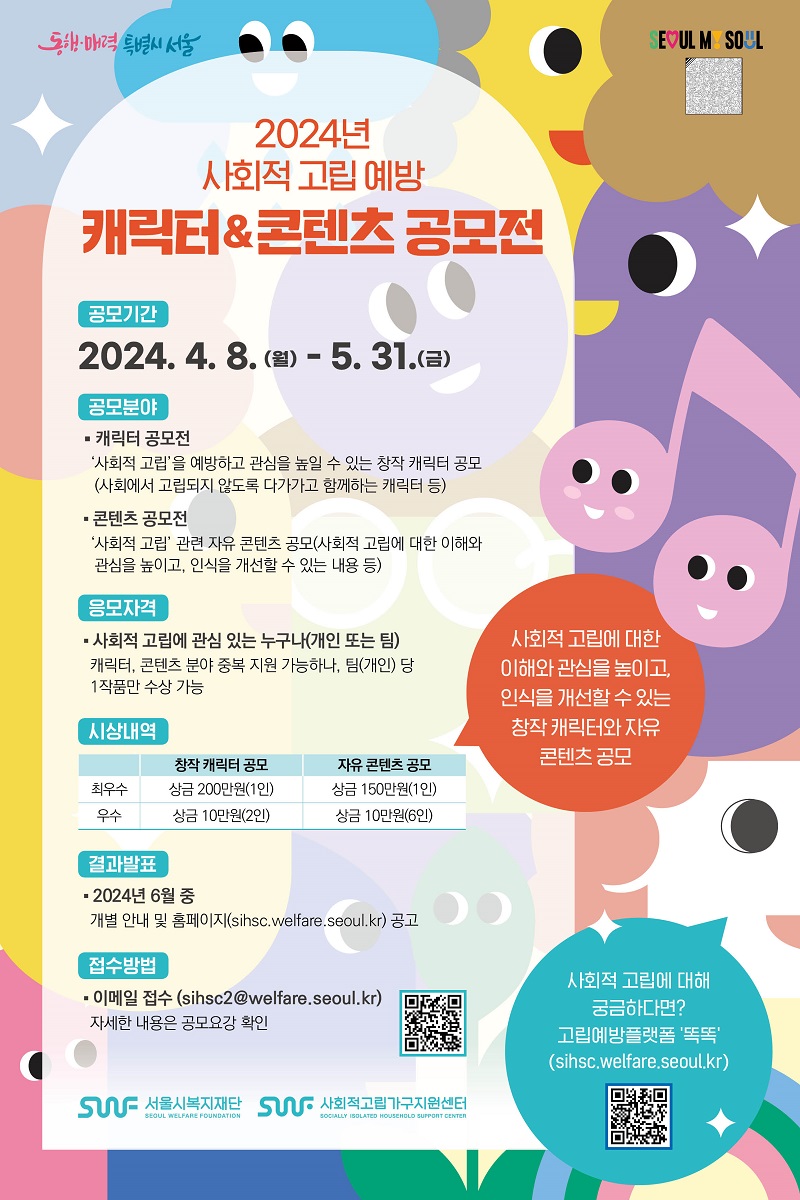 동행·매력 특별시 서울
SEOUL MY SOUL
2024년
사회적 고립 예방
캐릭터&콘텐츠 공모전
공모기간
2024. 4. 8. (월) - 5. 31.(금)
공모분야
▪ 캐릭터 공모전
‘사회적 고립’을 예방하고 관심을 높일 수 있는 창작 캐릭터 공모
(사회에서 고립되지 않도록 다가가고 함께하는 캐릭터 등)
▪ 콘텐츠 공모전
‘사회적 고립’ 관련 자유 콘텐츠 공모(사회적 고립에 대한 이해와
관심을 높이고, 인식을 개선할 수 있는 내용 등)
응모자격
▪ 사회적 고립에 관심 있는 누구나(개인 또는 팀)
캐릭터, 콘텐츠 분야 중복 지원 가능하나, 팀(개인) 당
1작품만 수상 가능
사회적 고립에 대한
이해와 관심을 높이고,
인식을 개선할 수 있는
창작 캐릭터와 자유
콘텐츠 공모
시상내역
창작 캐릭터 공모 자유 콘텐츠 공모
최우수 상금 200만원(1인) 상금 150만원(1인)
우수 상금 10만원(2인) 상금 10만원(6인)
결과발표
▪ 2024년 6월 중
개별 안내 및 홈페이지(sihsc.welfare.seoul.kr) 공고
접수방법
▪ 이메일 접수 (sihsc2@welfare.seoul.kr)
자세한 내용은 공모요강 확인
사회적 고립에 대해
궁금하다면?
고립예방플랫폼 '똑똑'
(sihsc.welfare.seoul.kr)
SWF 서울시복지재단
SEOUL WELFARE FOUNDATION
SWF 사회적고립가구지원센터
SOCIALLY ISOLATED HOUSEHOLD SUPPORT CENTER